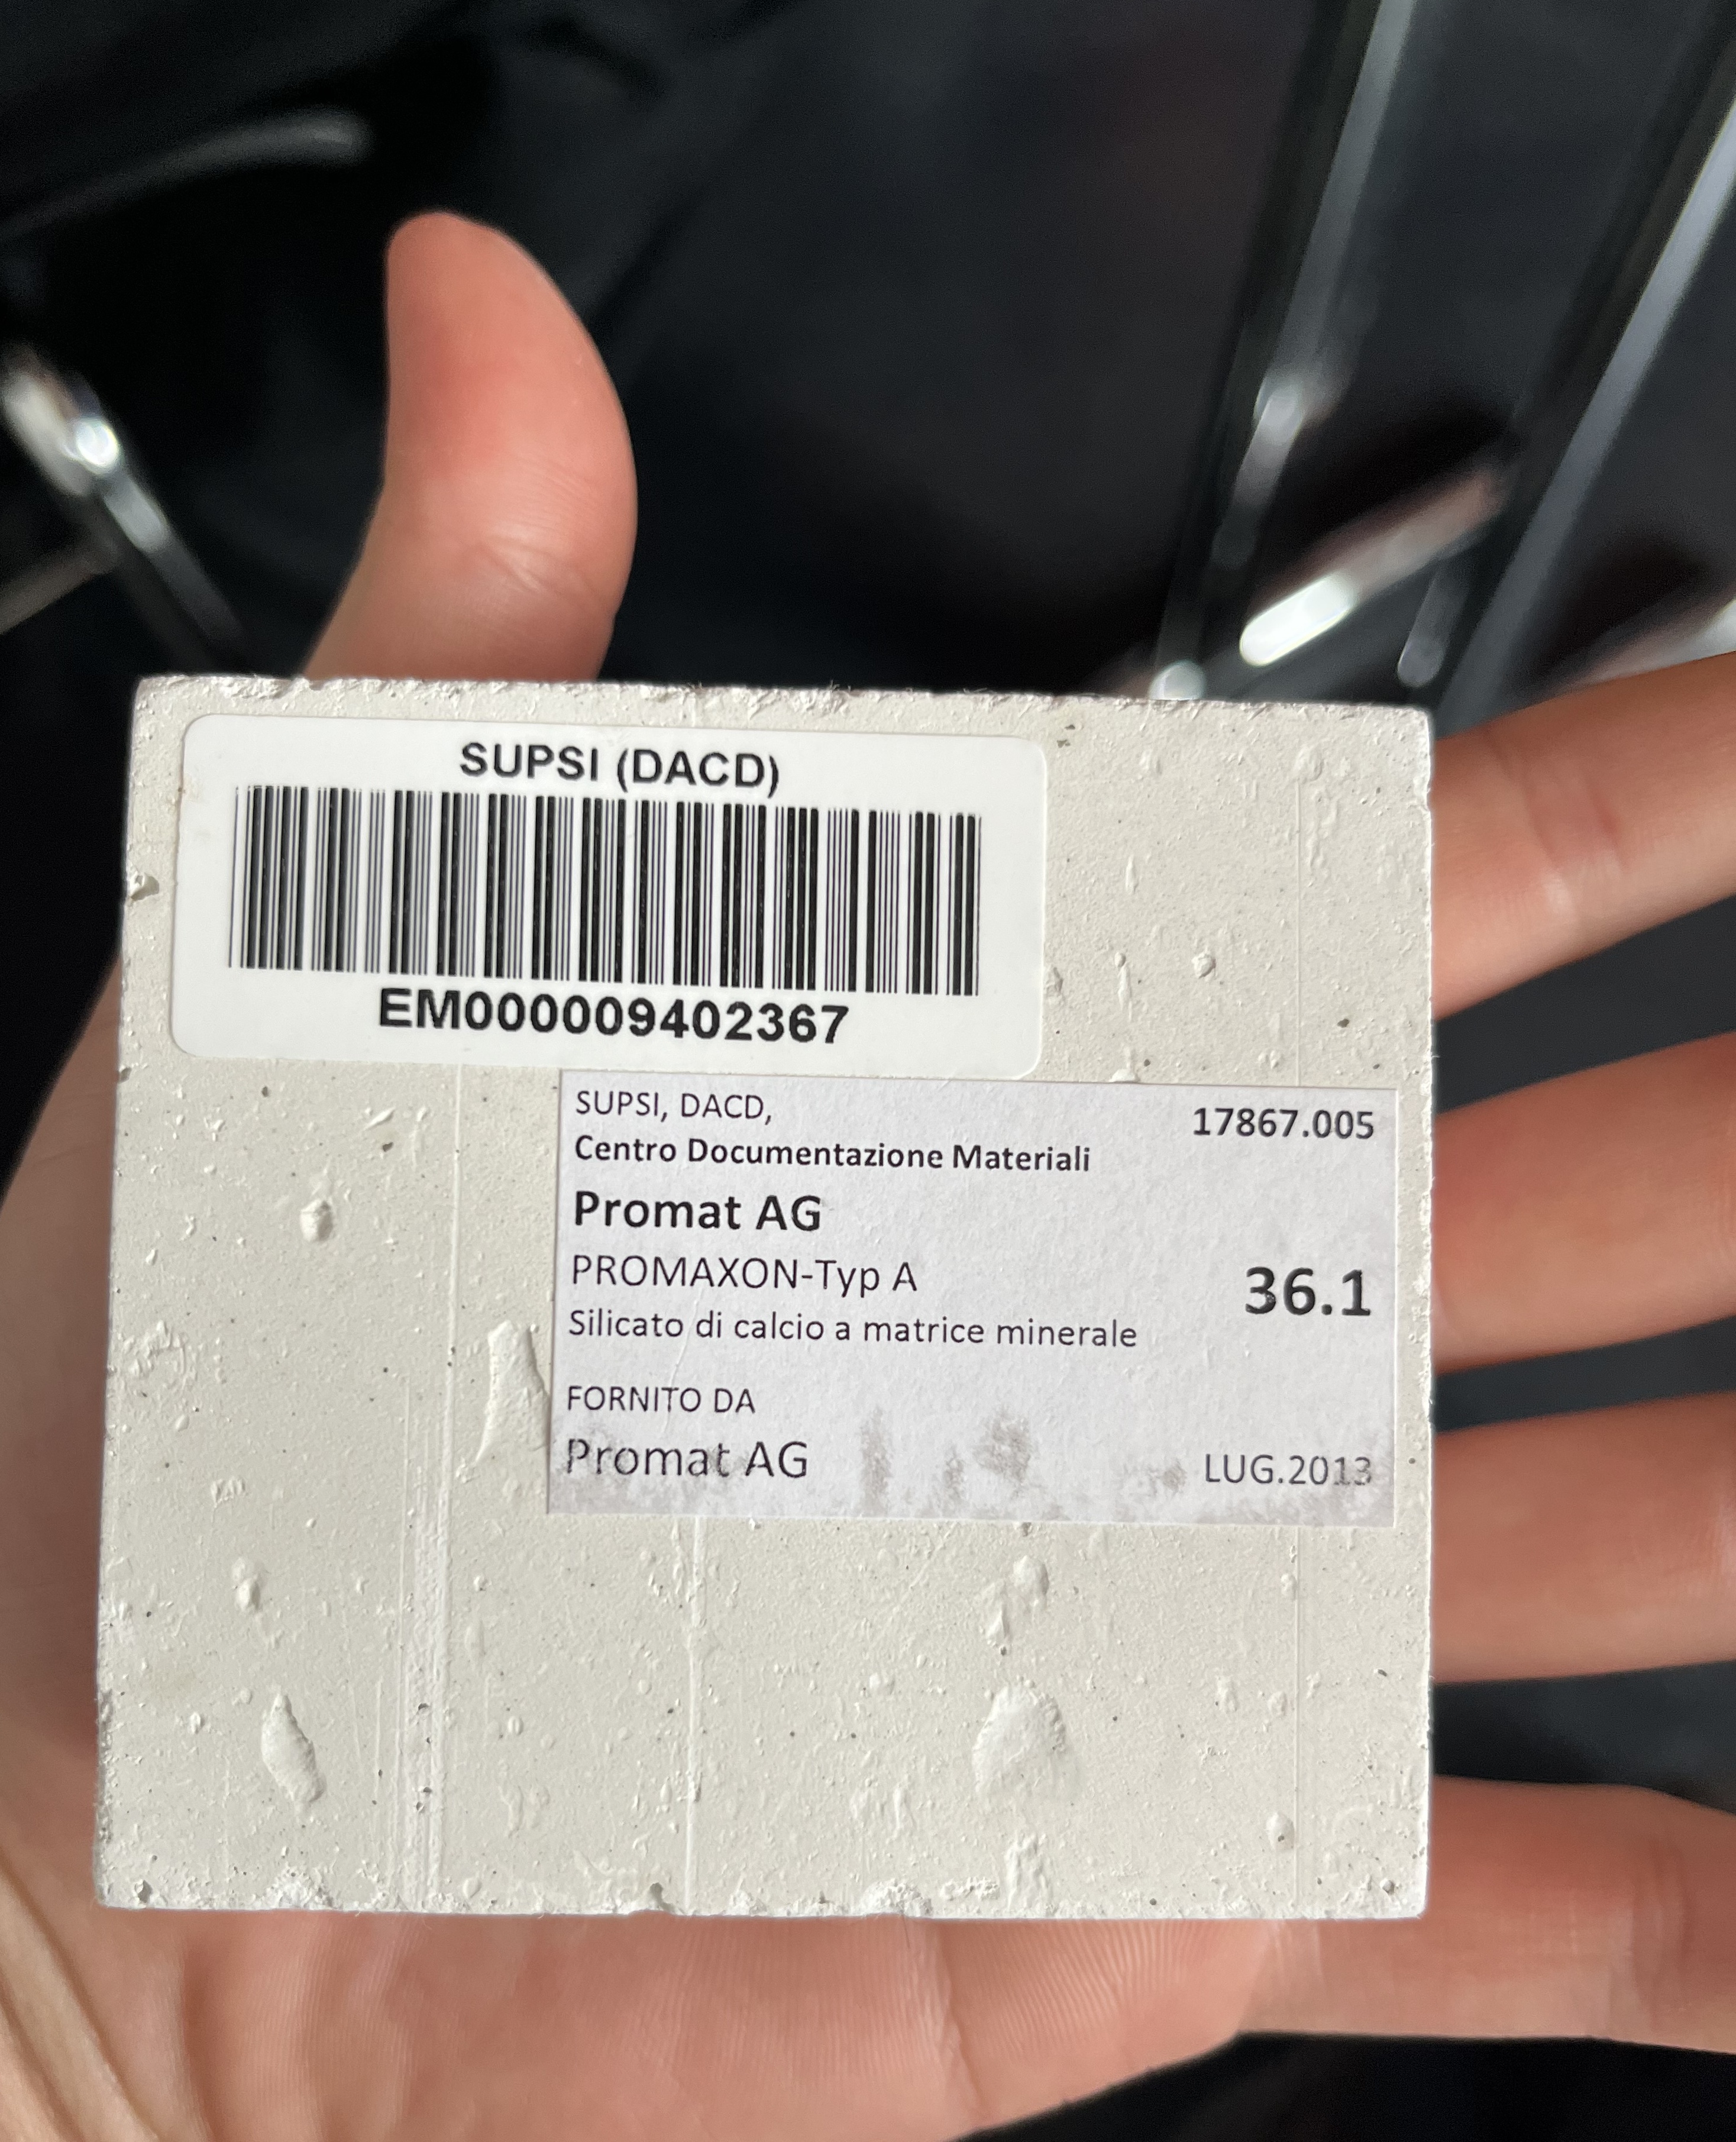 SUPSI (DACD)
EM000009402367
SUPSI, DACD,
17867.005
Centro Documentazione Materiali
Promat AG
PROMAXON-Typ A
36.1
Silicato di calcio a matrice minerale
FORNITO DA
Promat AG
LUG.2013